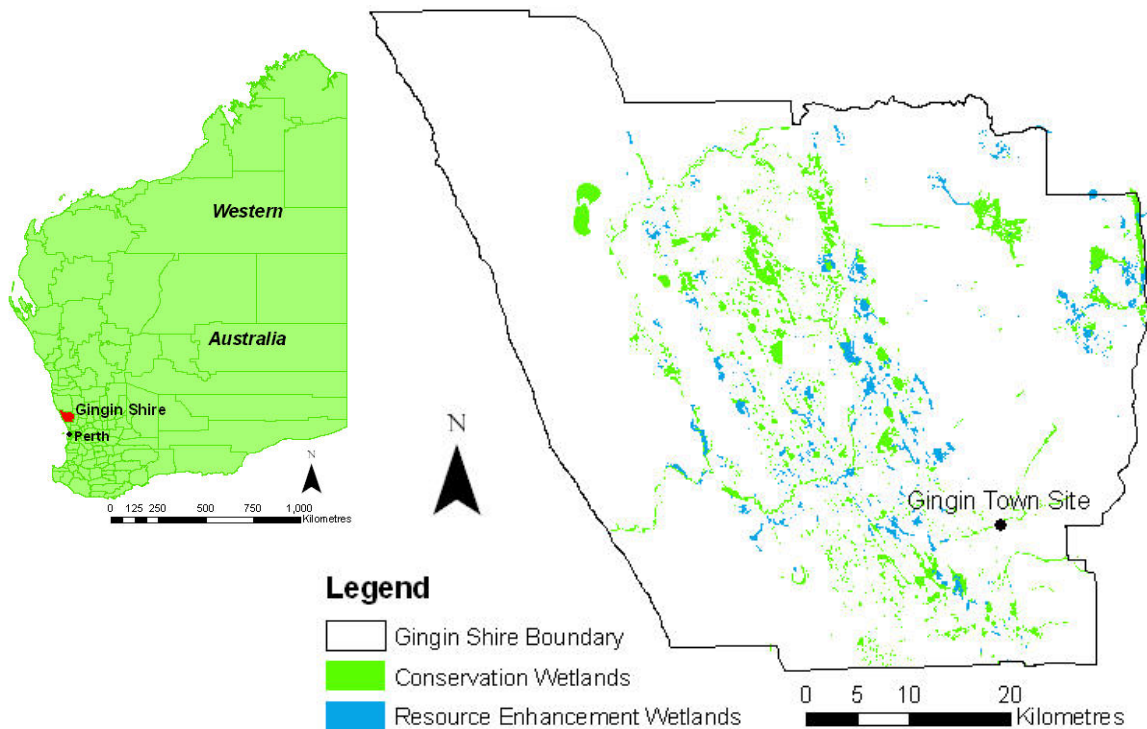 Western
Australia
Gingin Shire
Perth
N
0 125 250 500 750 1,000
Kilometres
N
Gingin Town Site
Legend
Gingin Shire Boundary
Conservation Wetlands
Resource Enhancement Wetlands
0 5 10 20
Kilometres